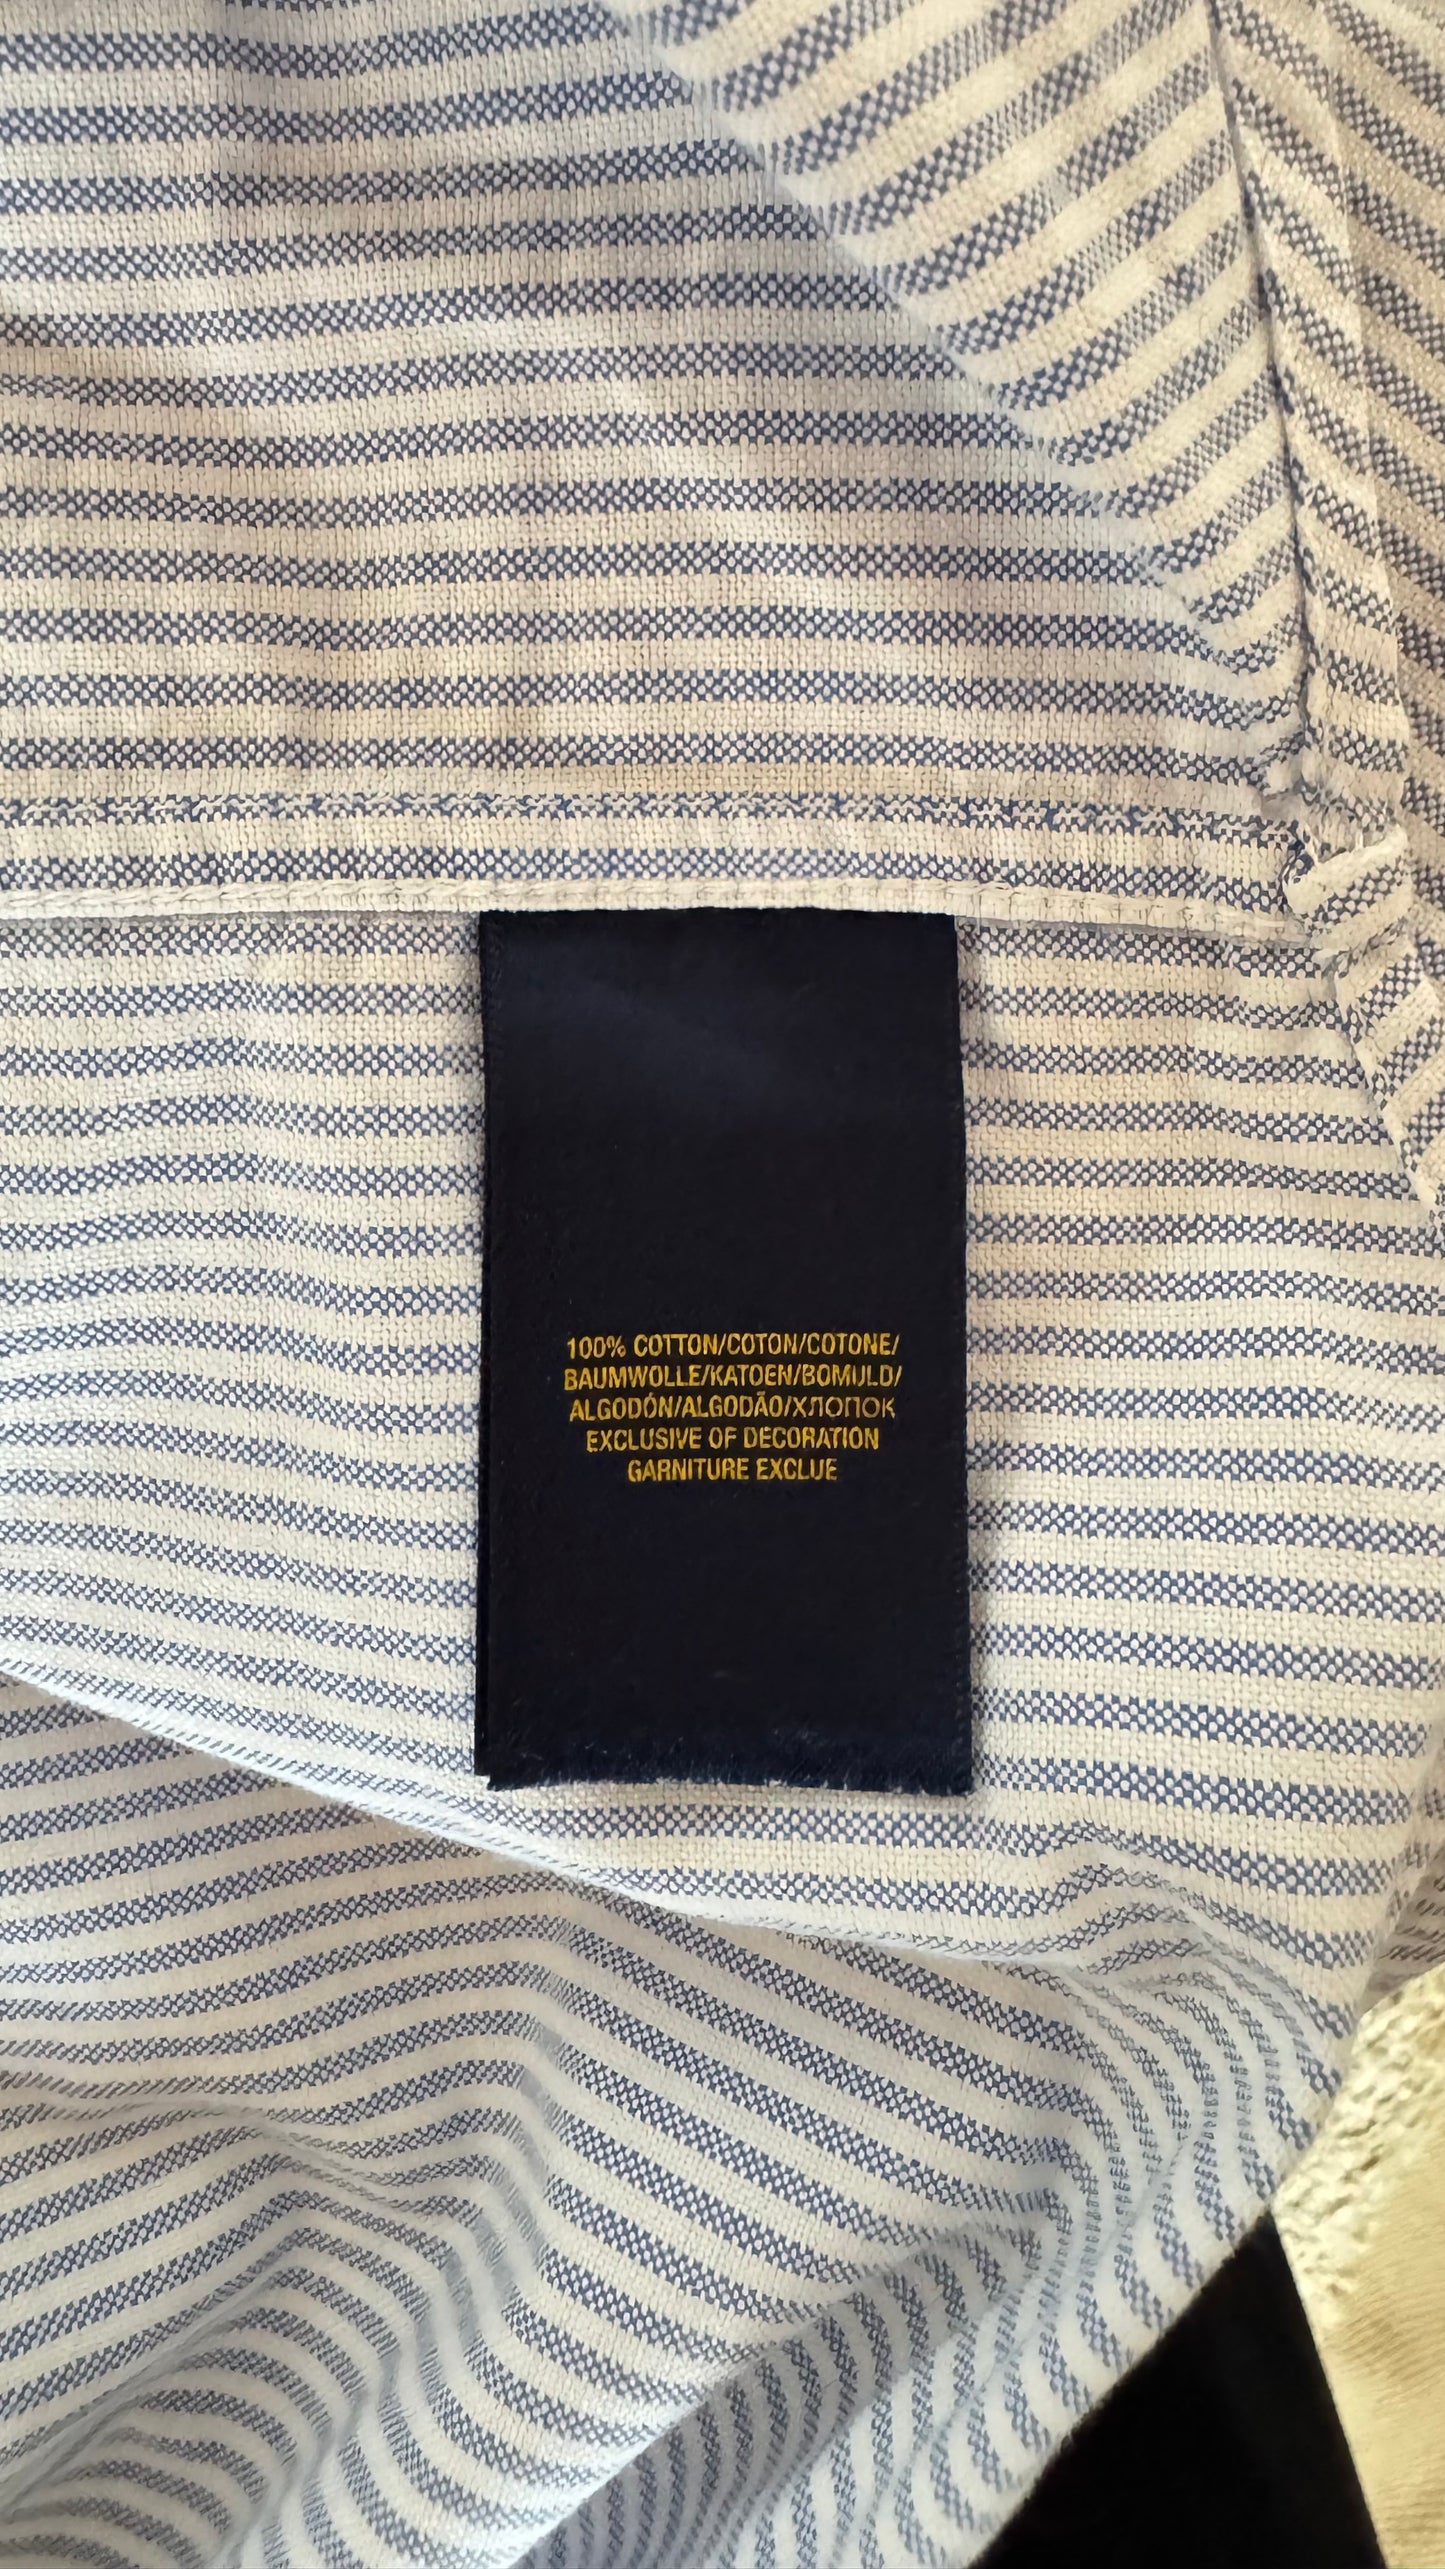 100% COTTON/COTON/COTONE/
BAUMWOLLE/KATOEN/BOMULD/
ALGODÓN/ALGODÃO/ХЛОПОК
EXCLUSIVE OF DECORATION
GARNITURE EXCLUE